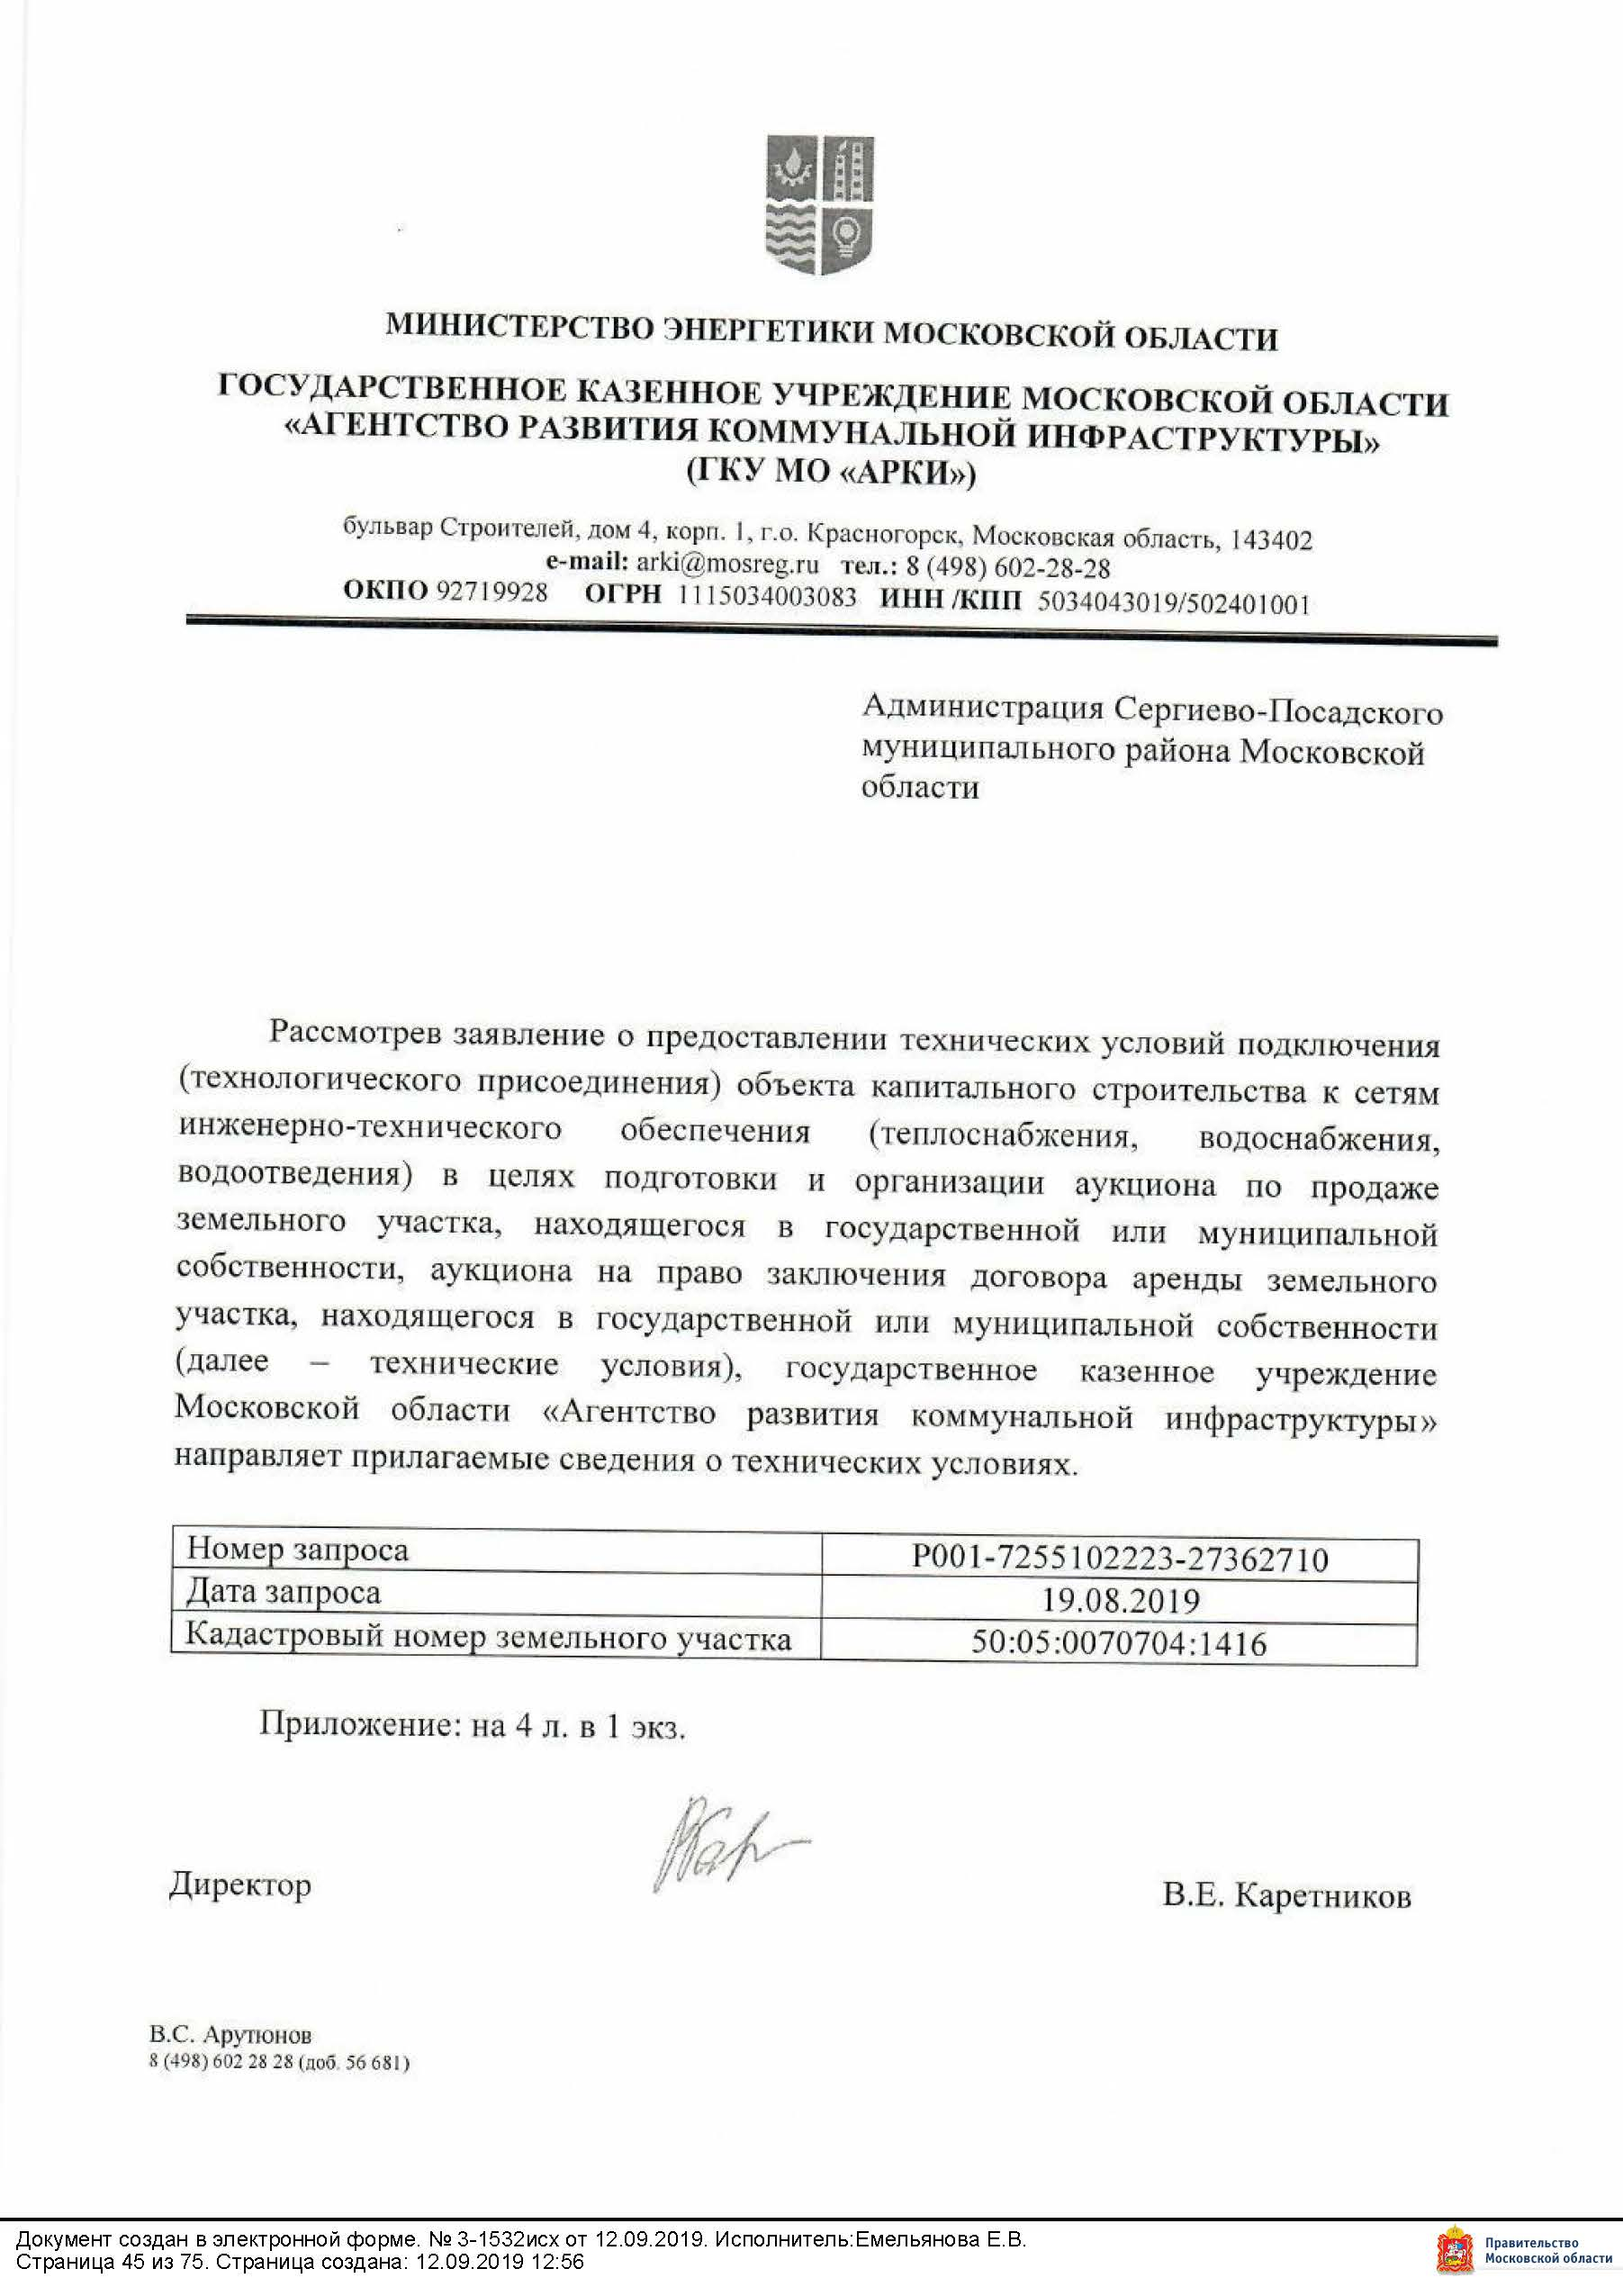 МИНИСТЕРСТВО ЭНЕРГЕТИКИ МОСКОВСКОЙ ОБЛАСТИ
ГОСУДАРСТВЕННОЕ КАЗЕННОЕ УЧРЕЖДЕНИЕ МОСКОВСКОЙ ОБЛАСТИ
«АГЕНТСТВО РАЗВИТИЯ КОММУНАЛЬНОЙ ИНФРАСТРУКТУРЫ»
(ГКУ МО «АРКИ»)
бульвар Строителей, дом 4, корп. 1, г.о. Красногорск, Московская область, 143402
e-mail: arki@mosreg.ru тел.: 8 (498) 602-28-28
ОКПО 92719928 ОГРН 1115034003083 ИНН /КПП 5034043019/502401001
Администрация Сергиево-Посадского
муниципального района Московской
области
Рассмотрев заявление о предоставлении технических условий подключения
(технологического присоединения) объекта капитального строительства к сетям
инженерно-технического обеспечения (теплоснабжения, водоснабжения,
водоотведения) в целях подготовки и организации аукциона по продаже
земельного участка, находящегося в государственной или муниципальной
собственности, аукциона на право заключения договора аренды земельного
участка, находящегося в государственной или муниципальной собственности
(далее – технические условия), государственное казенное учреждение
Московской области «Агентство развития коммунальной инфраструктуры»
направляет прилагаемые сведения о технических условиях.
Номер запроса P001-7255102223-27362710
Дата запроса 19.08.2019
Кадастровый номер земельного участка 50:05:0070704:1416
Приложение: на 4 л. в 1 экз.
Директор В.Е. Каретников
В.С. Арутюнов
8 (498) 602 28 28 (доб. 56 681)
Документ создан в электронной форме. № 3-1532исх от 12.09.2019. Исполнитель:Емельянова Е.В.
Страница 45 из 75. Страница создана: 12.09.2019 12:56
Правительство
Московской области